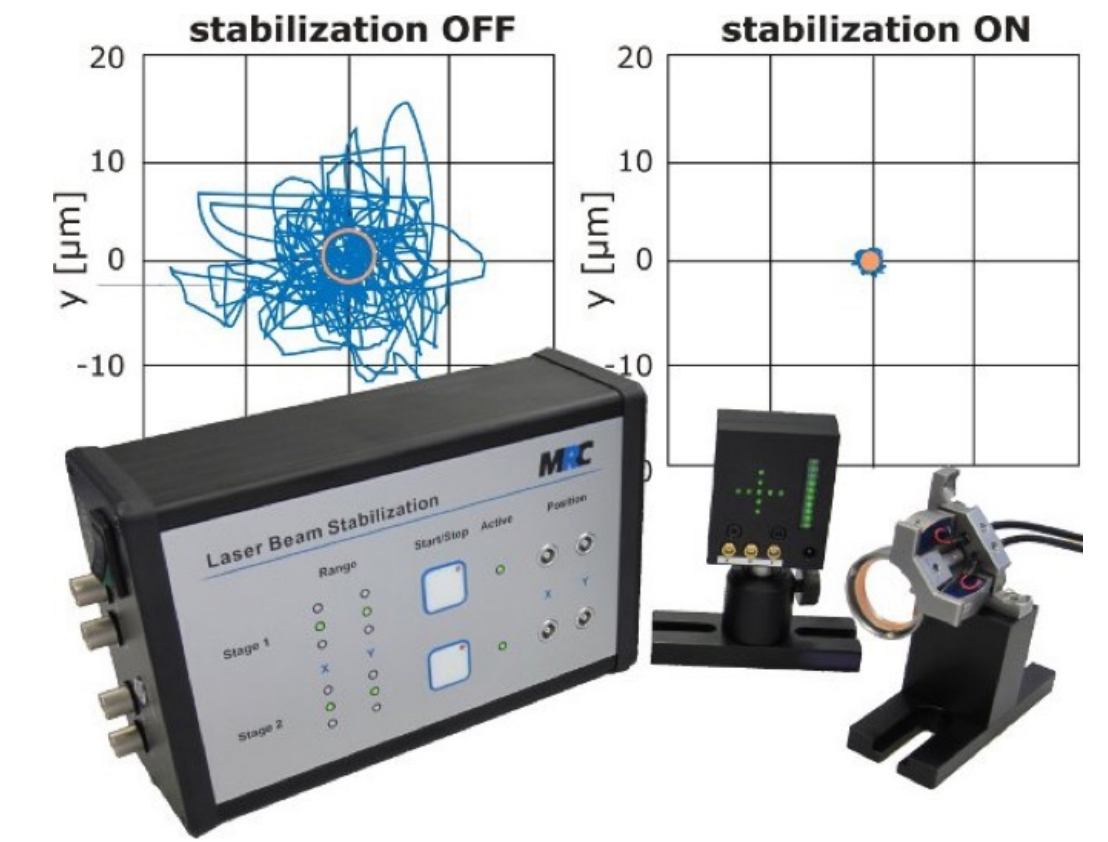 stabilization OFF
stabilization ON
20
10
0
-10
y [µm]
20
10
0
-10
0
y [µm]
MRC
Laser Beam Stabilization
Range
Start/Stop
Active
Position
X
Y
Stage 1
X
Y
Stage 2